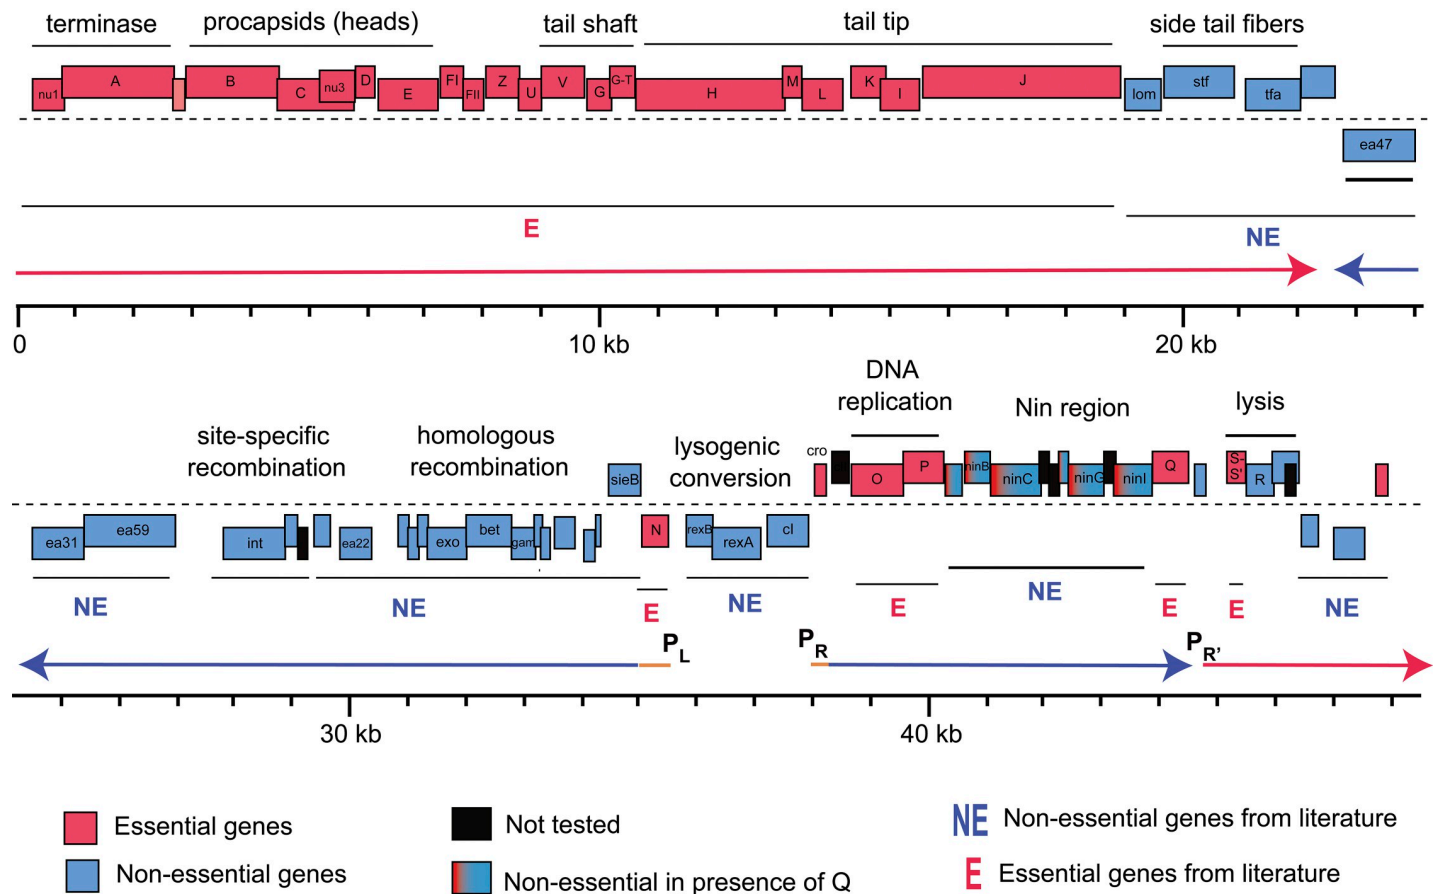 terminase procapsids (heads) tail shaft tail tip side tail fibers
nu1 A B C nu3 D E FI FII Z U V G G-T H M L K I J lom stf tfa
ea47
E NE
0 10 kb 20 kb
DNA
replication
Nin region
lysis
site-specific
recombination
homologous
recombination
lysogenic
conversion
sieB cro O P ninB ninC ninG ninI Q S-
S' R
ea31 ea59 int ea22 exo bet gam N rexB rexA cI
NE NE E NE E NE E E NE
PL PR PR'
30 kb 40 kb
Essential genes Not tested NE Non-essential genes from literature
Non-essential genes Non-essential in presence of Q E Essential genes from literature